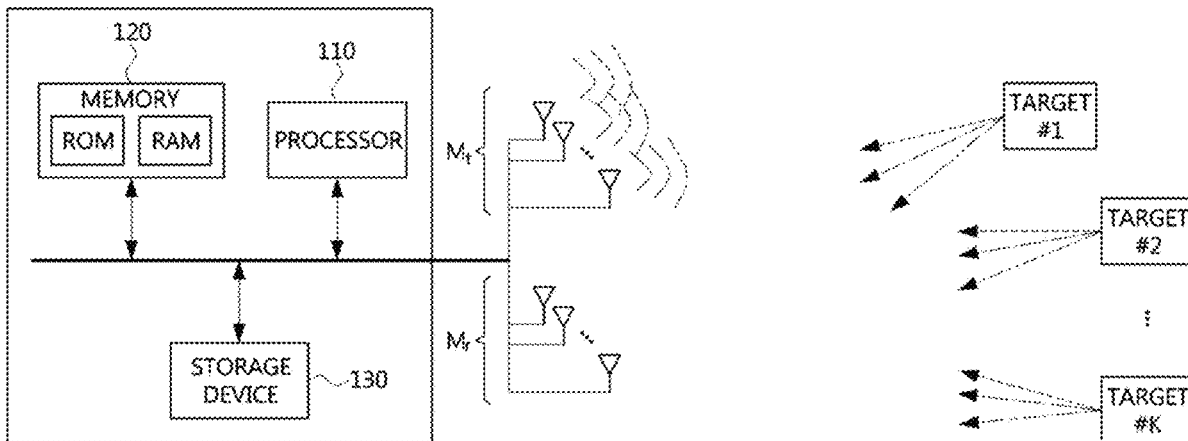 120
110
MEMORY
ROM
RAM
PROCESSOR
Mt
TARGET
#1
TARGET
#2
Mr
STORAGE
DEVICE
130
TARGET
#K